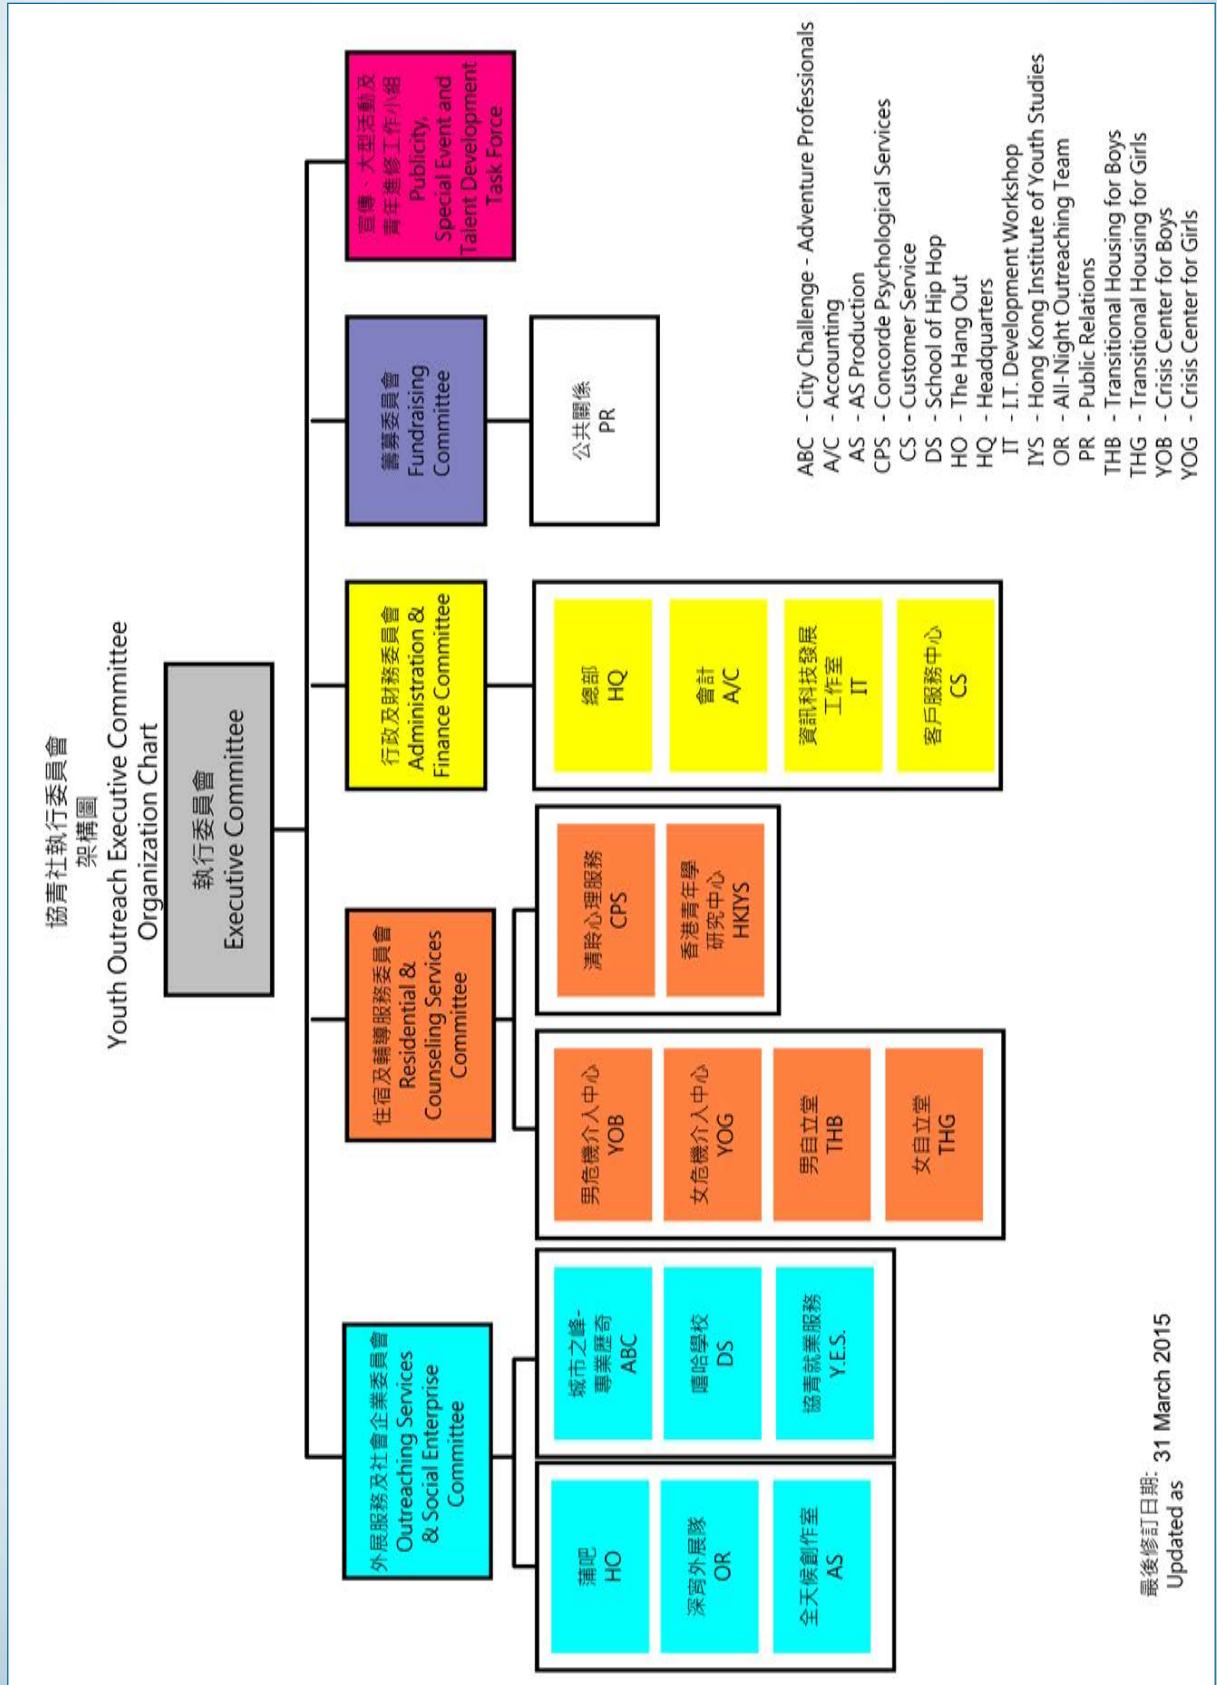 協青社執行委員會
架構圖
Youth Outreach Executive Committee
Organization Chart
執行委員會
Executive Committee
外展服務及社會企業委員會
Outreaching Services
& Social Enterprise
Committee
住宿及輔導服務委員會
Residential &
Counseling Services
Committee
行政及財務委員會
Administration &
Finance Committee
籌募委員會
Fundraising
Committee
宣傳、大型活動及
青年進修工作小組
Publicity,
Special Event and
Talent Development
Task Force
蒲吧
HO
深宵外展隊
OR
全天候創作室
AS
城市之峰-
專業歷奇
ABC
嘻哈學校
DS
協青就業服務
Y.E.S.
男危機介入中心
YOB
女危機介入中心
YOG
男自立堂
THB
女自立堂
THG
清聆心理服務
CPS
香港青年學
研究中心
HKIYS
總部
HQ
會計
A/C
資訊科技發展
工作室
IT
客戶服務中心
CS
公共關係
PR
ABC - City Challenge - Adventure Professionals
A/C - Accounting
AS - AS Production
CPS - Concorde Psychological Services
CS - Customer Service
DS - School of Hip Hop
HO - The Hang Out
HQ - Headquarters
IT - I.T. Development Workshop
IYS - Hong Kong Institute of Youth Studies
OR - All-Night Outreaching Team
PR - Public Relations
THB - Transitional Housing for Boys
THG - Transitional Housing for Girls
YOB - Crisis Center for Boys
YOG - Crisis Center for Girls
最後修訂日期: 31 March 2015
Updated as